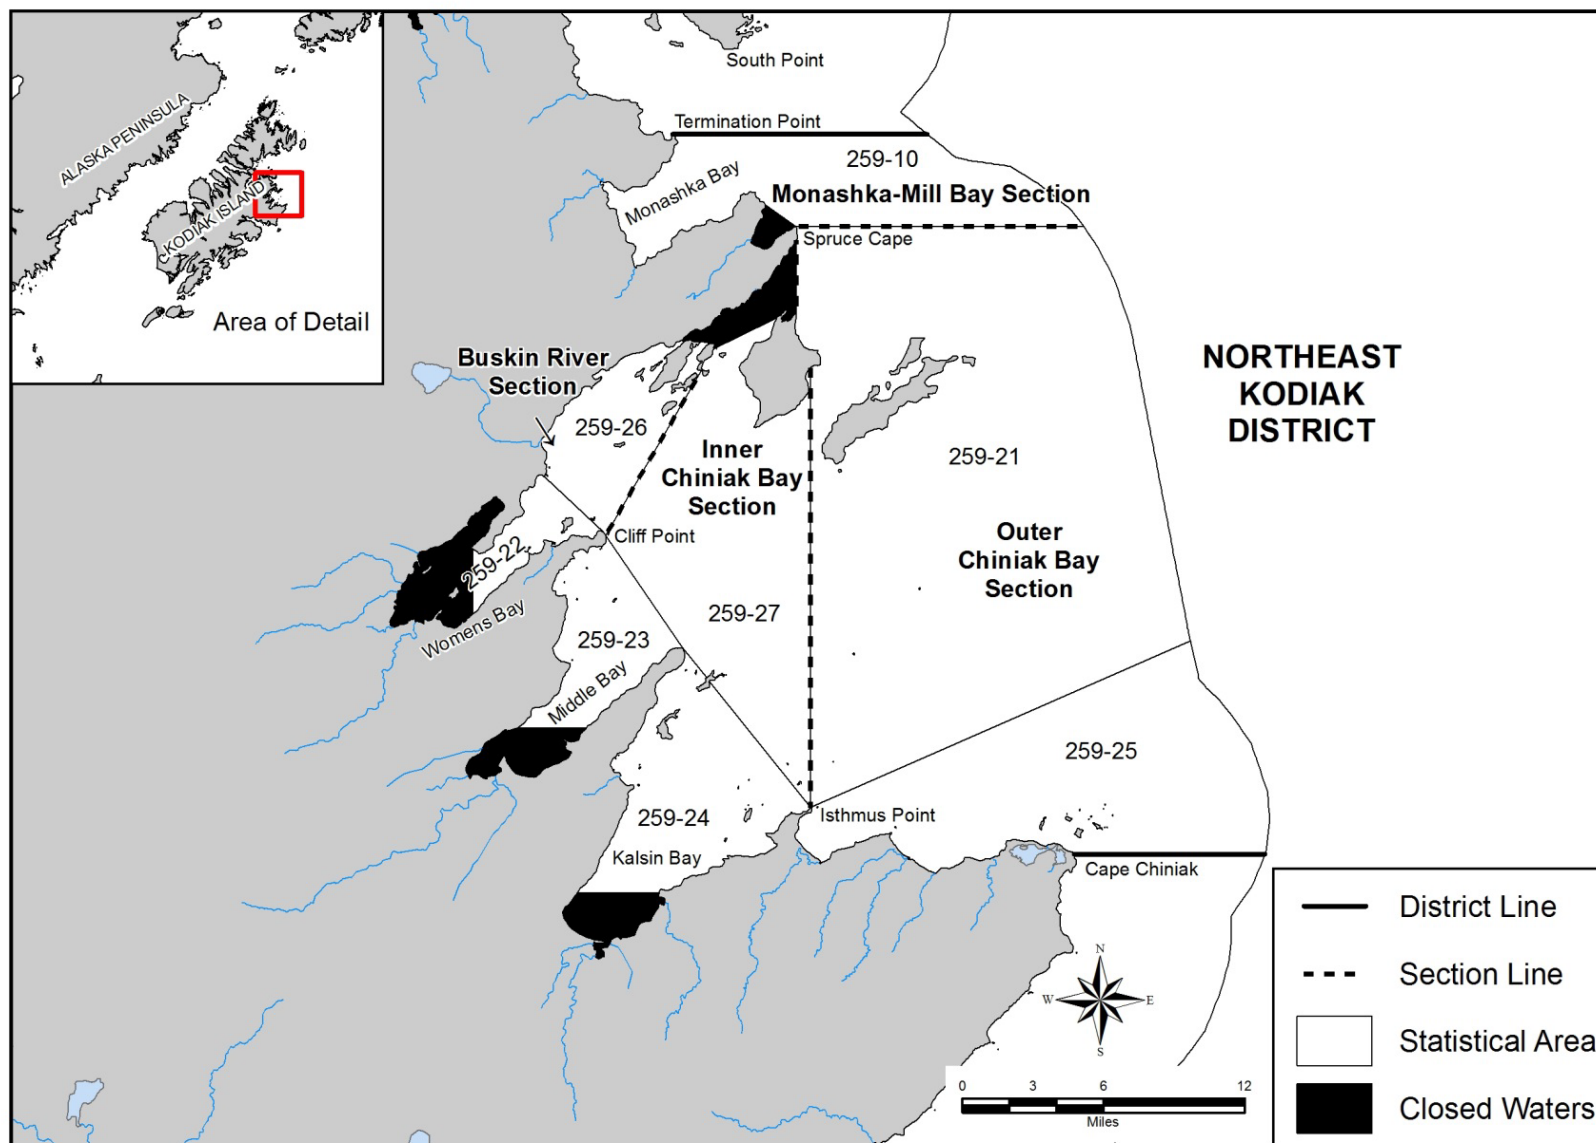 ALASKA PENINSULA
KODIAK ISLAND
Area of Detail
South Point
Termination Point
259-10
Monashka Bay
Monashka-Mill Bay Section
Spruce Cape
Buskin River
Section
NORTHEAST
KODIAK
DISTRICT
259-26
Inner
Chiniak Bay
Section
259-21
Cliff Point
Outer
Chiniak Bay
Section
259-22
Womens Bay
259-27
259-23
Middle Bay
259-25
259-24
Isthmus Point
Kalsin Bay
Cape Chiniak
District Line
Section Line
Statistical Area
Closed Waters
N
W
E
S
0 3 6 12
Miles